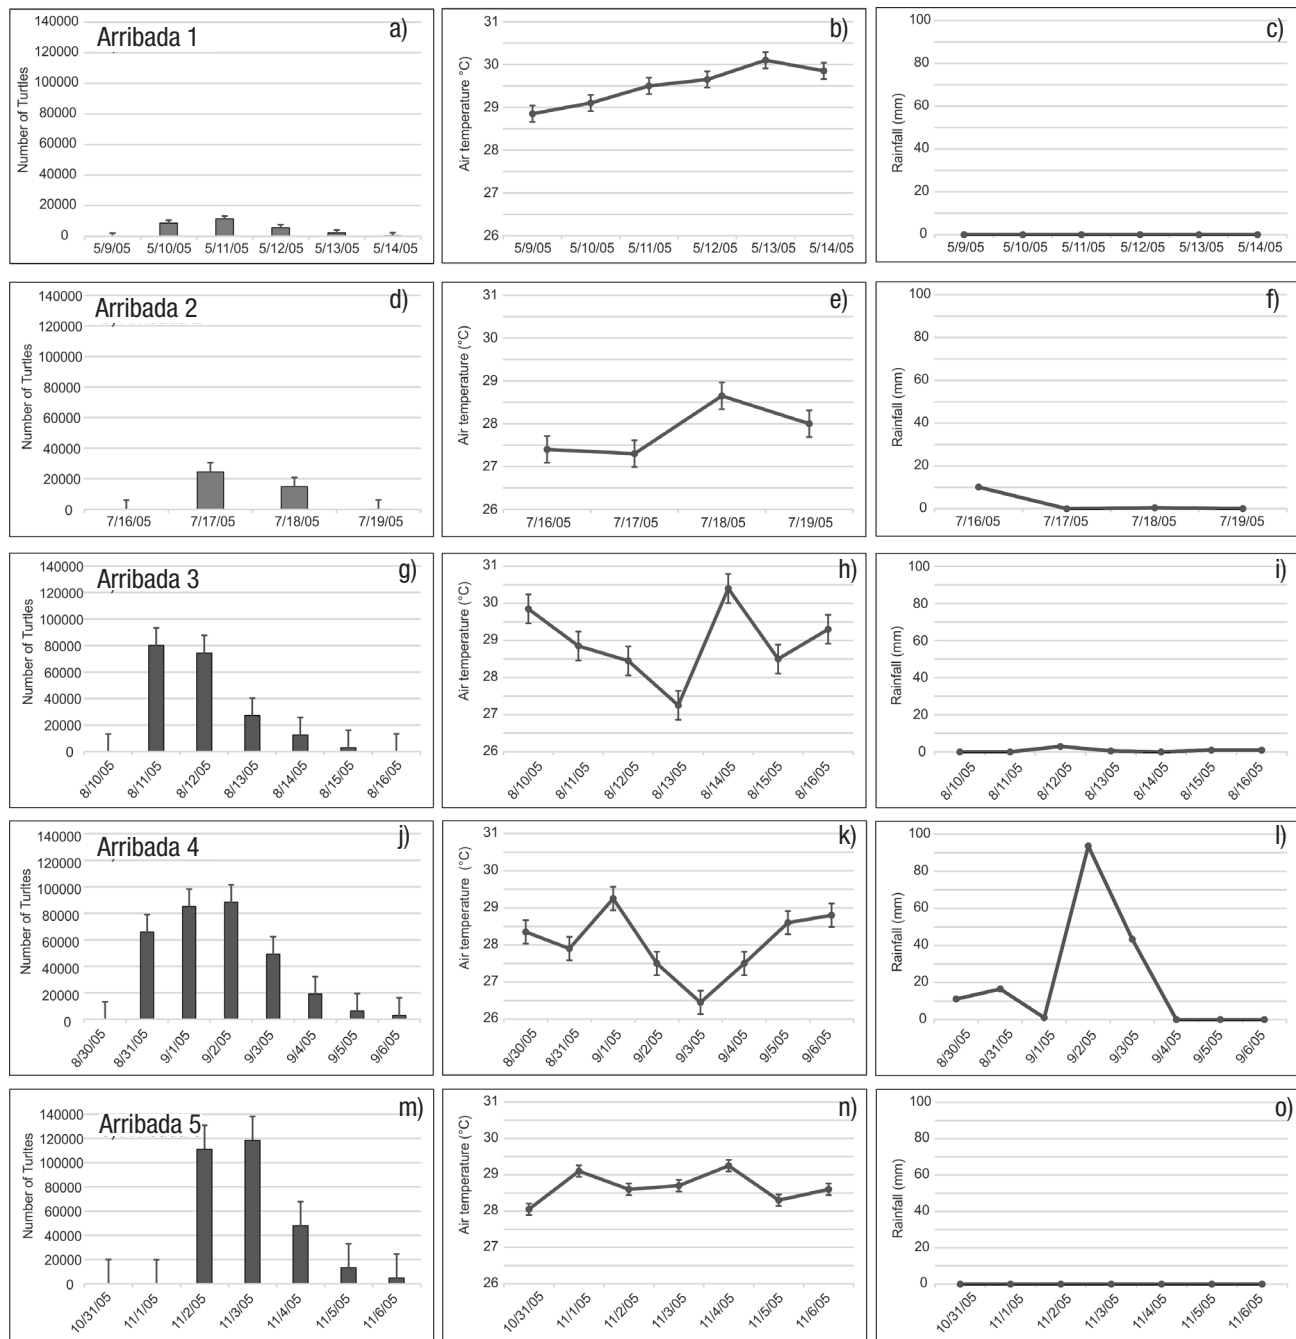 Arribada 1
a)
Number of Turtles
140000
120000
100000
80000
60000
40000
20000
0
5/9/05 5/10/05 5/11/05 5/12/05 5/13/05 5/14/05
b)
Air temperature °C
31
30
29
28
27
26
5/9/05 5/10/05 5/11/05 5/12/05 5/13/05 5/14/05
c)
Rainfall (mm)
100
80
60
40
20
0
5/9/05 5/10/05 5/11/05 5/12/05 5/13/05 5/14/05
Arribada 2
d)
Number of Turtles
140000
120000
100000
80000
60000
40000
20000
0
7/16/05 7/17/05 7/18/05 7/19/05
e)
Air temperature (°C)
31
30
29
28
27
26
7/16/05 7/17/05 7/18/05 7/19/05
f)
Rainfall (mm)
100
80
60
40
20
0
7/16/05 7/17/05 7/18/05 7/19/05
Arribada 3
g)
Number of Turtles
140000
120000
100000
80000
60000
40000
20000
0
8/10/05 8/11/05 8/12/05 8/13/05 8/14/05 8/15/05 8/16/05
h)
Air temperature (°C)
31
30
29
28
27
26
8/10/05 8/11/05 8/12/05 8/13/05 8/14/05 8/15/05 8/16/05
i)
Rainfall (mm)
100
80
60
40
20
0
8/10/05 8/11/05 8/12/05 8/13/05 8/14/05 8/15/05 8/16/05
Arribada 4
j)
Number of Turtles
140000
120000
100000
80000
60000
40000
20000
0
8/30/05 8/31/05 9/1/05 9/2/05 9/3/05 9/4/05 9/5/05 9/6/05
k)
Air temperature (°C)
31
30
29
28
27
26
8/30/05 8/31/05 9/1/05 9/2/05 9/3/05 9/4/05 9/5/05 9/6/05
l)
Rainfall (mm)
100
80
60
40
20
0
8/30/05 8/31/05 9/1/05 9/2/05 9/3/05 9/4/05 9/5/05 9/6/05
Arribada 5
m)
Number of Turltes
140000
120000
100000
80000
60000
40000
20000
0
10/31/05 11/1/05 11/2/05 11/3/05 11/4/05 11/5/05 11/6/05
n)
Air temperature (°C)
31
30
29
28
27
26
10/31/05 11/1/05 11/2/05 11/3/05 11/4/05 11/5/05 11/6/05
o)
Rainfall (mm)
100
80
60
40
20
0
10/31/05 11/1/05 11/2/05 11/3/05 11/4/05 11/5/05 11/6/05